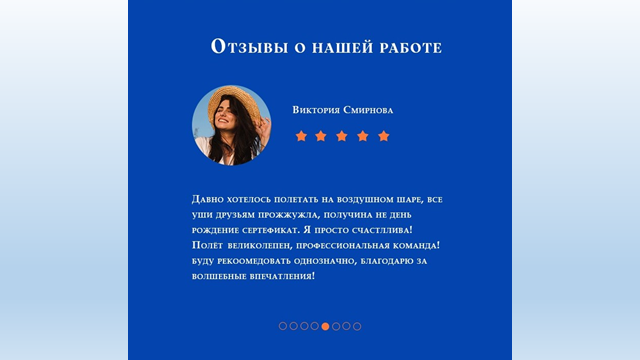 Отзывы о нашей работе
Виктория Смирнова
Давно хотелось полетать на воздушном шаре, все
уши друзьям прожжужла, получина не день
рождение сертефикат. Я просто счастллива!
Полёт великолепен, профессиональная команда!
буду рекоомедовать однозначно, благодарю за
волшебные впечатления!